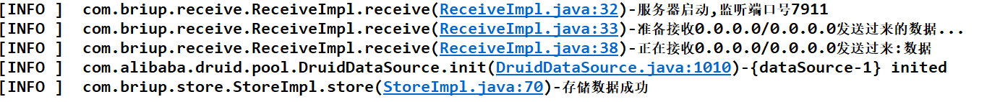 [INFO ]  com.briup.receive.ReceiveImpl.receive(ReceiveImpl.java:32)-服务器启动,监听端口号7911
[INFO ]  com.briup.receive.ReceiveImpl.receive(ReceiveImpl.java:33)-准备接收0.0.0.0/0.0.0.0发送过来的数据...
[INFO ]  com.briup.receive.ReceiveImpl.receive(ReceiveImpl.java:38)-正在接收0.0.0.0/0.0.0.0发送过来:数据
[INFO ]  com.alibaba.druid.pool.DruidDataSource.init(DruidDataSource.java:1010)-{dataSource-1} inited
[INFO ]  com.briup.store.StoreImpl.store(StoreImpl.java:70)-存储数据成功